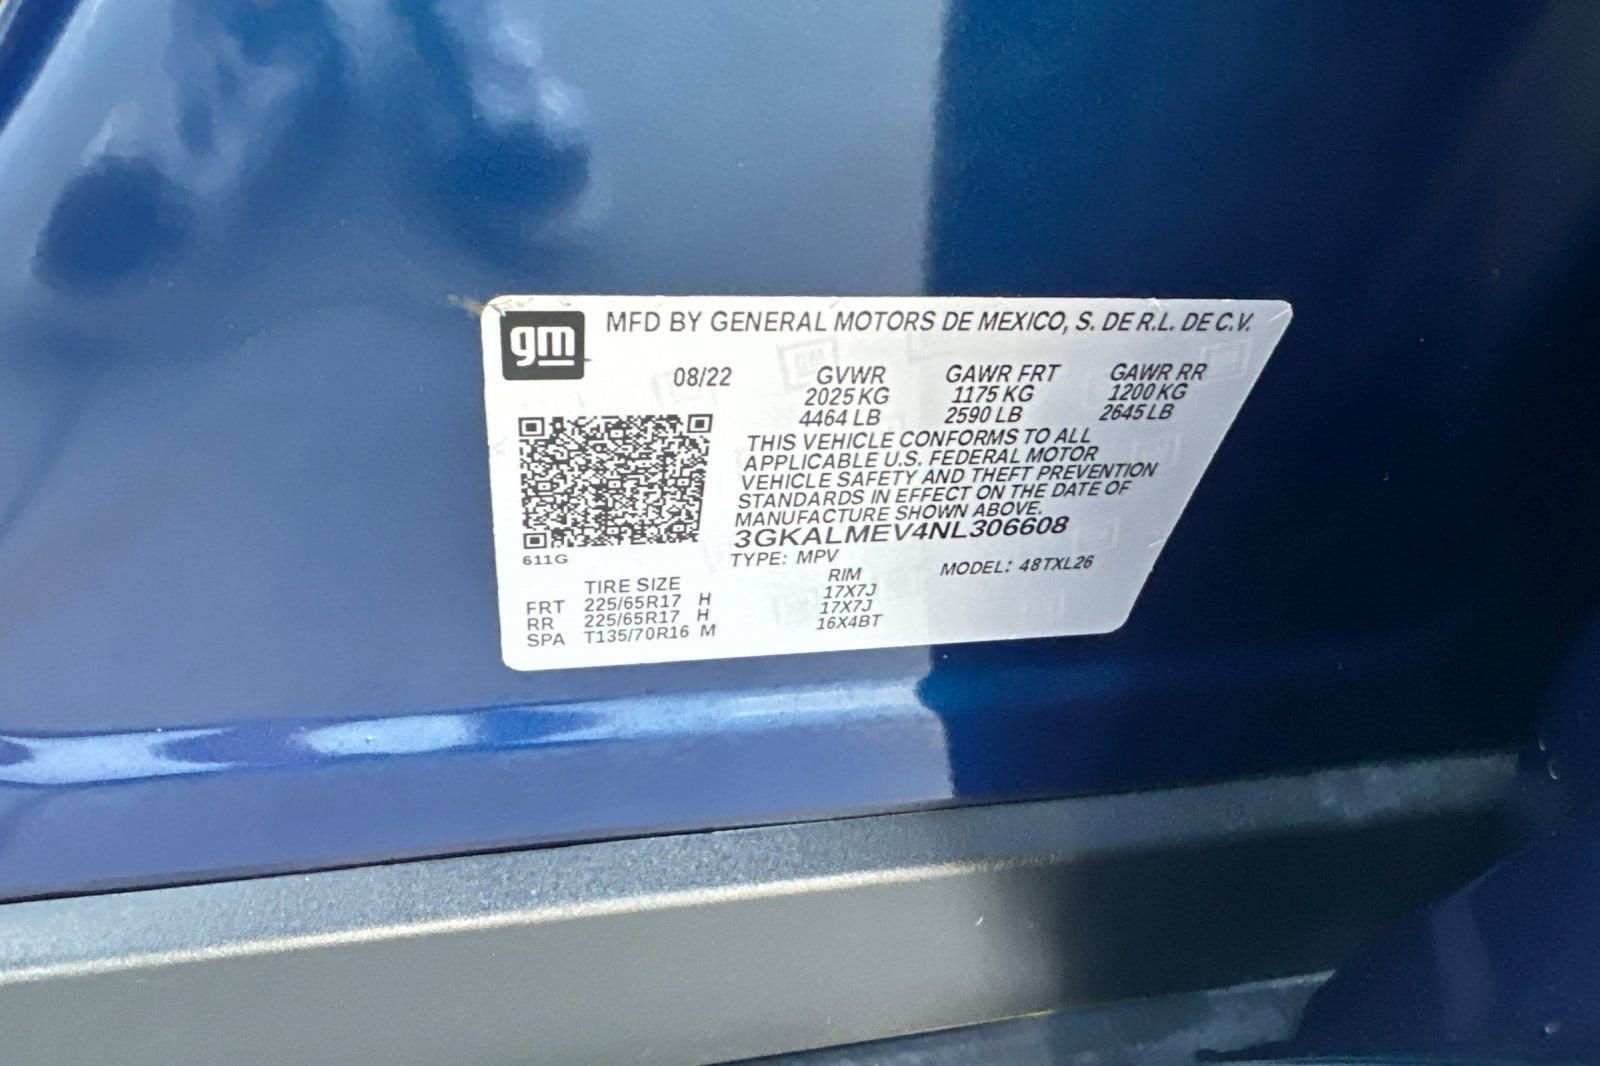 gm
MFD BY GENERAL MOTORS DE MEXICO, S. DE R.L. DE C.V.
08/22 GVWR GAWR FRT GAWR RR
2025 KG 1175 KG 1200 KG
4464 LB 2590 LB 2645 LB
THIS VEHICLE CONFORMS TO ALL
APPLICABLE U.S. FEDERAL MOTOR
VEHICLE SAFETY AND THEFT PREVENTION
STANDARDS IN EFFECT ON THE DATE OF
MANUFACTURE SHOWN ABOVE.
3GKALMEV4NL306608
611G
TYPE: MPV MODEL: 48TXL26
TIRE SIZE RIM
FRT 225/65R17 H 17X7J
RR 225/65R17 H 17X7J
SPA T135/70R16 M 16X4BT